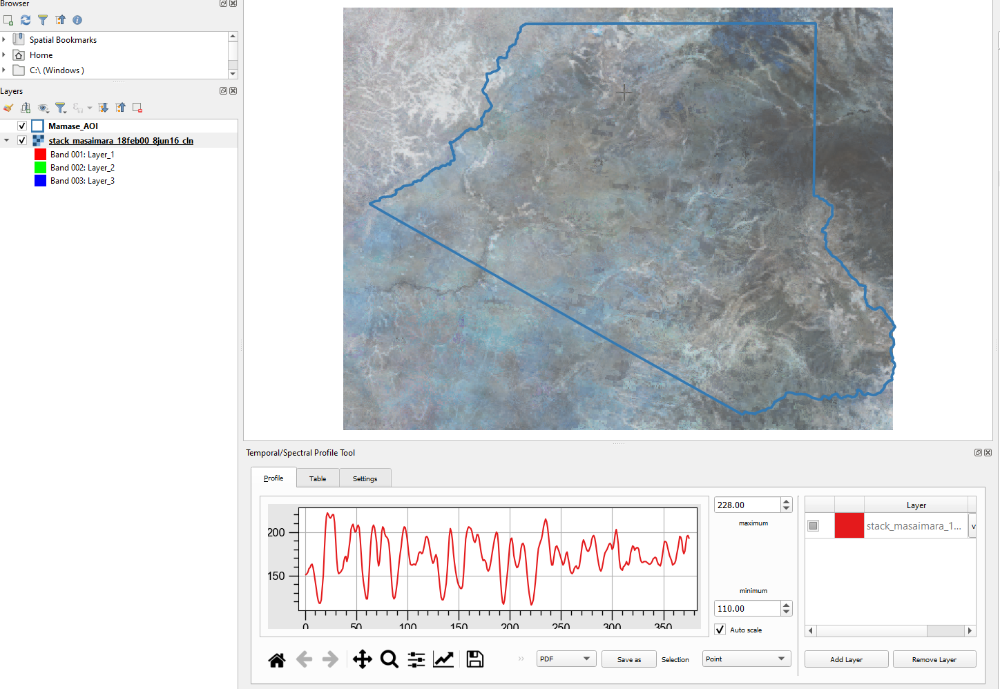 Browser
Spatial Bookmarks
Home
C:\ (Windows )
Layers
Mamase_AOI
stack_masaimara_18feb00_8jun16_cln
Band 001: Layer_1
Band 002: Layer_2
Band 003: Layer_3
Temporal/Spectral Profile Tool
Profile Table Settings
200
150
0 50 100 150 200 250 300 350
228.00
maximum
minimum
110.00
Auto scale
Layer
stack_masaimara_1... v
PDF Save as Selection Point
Add Layer Remove Layer